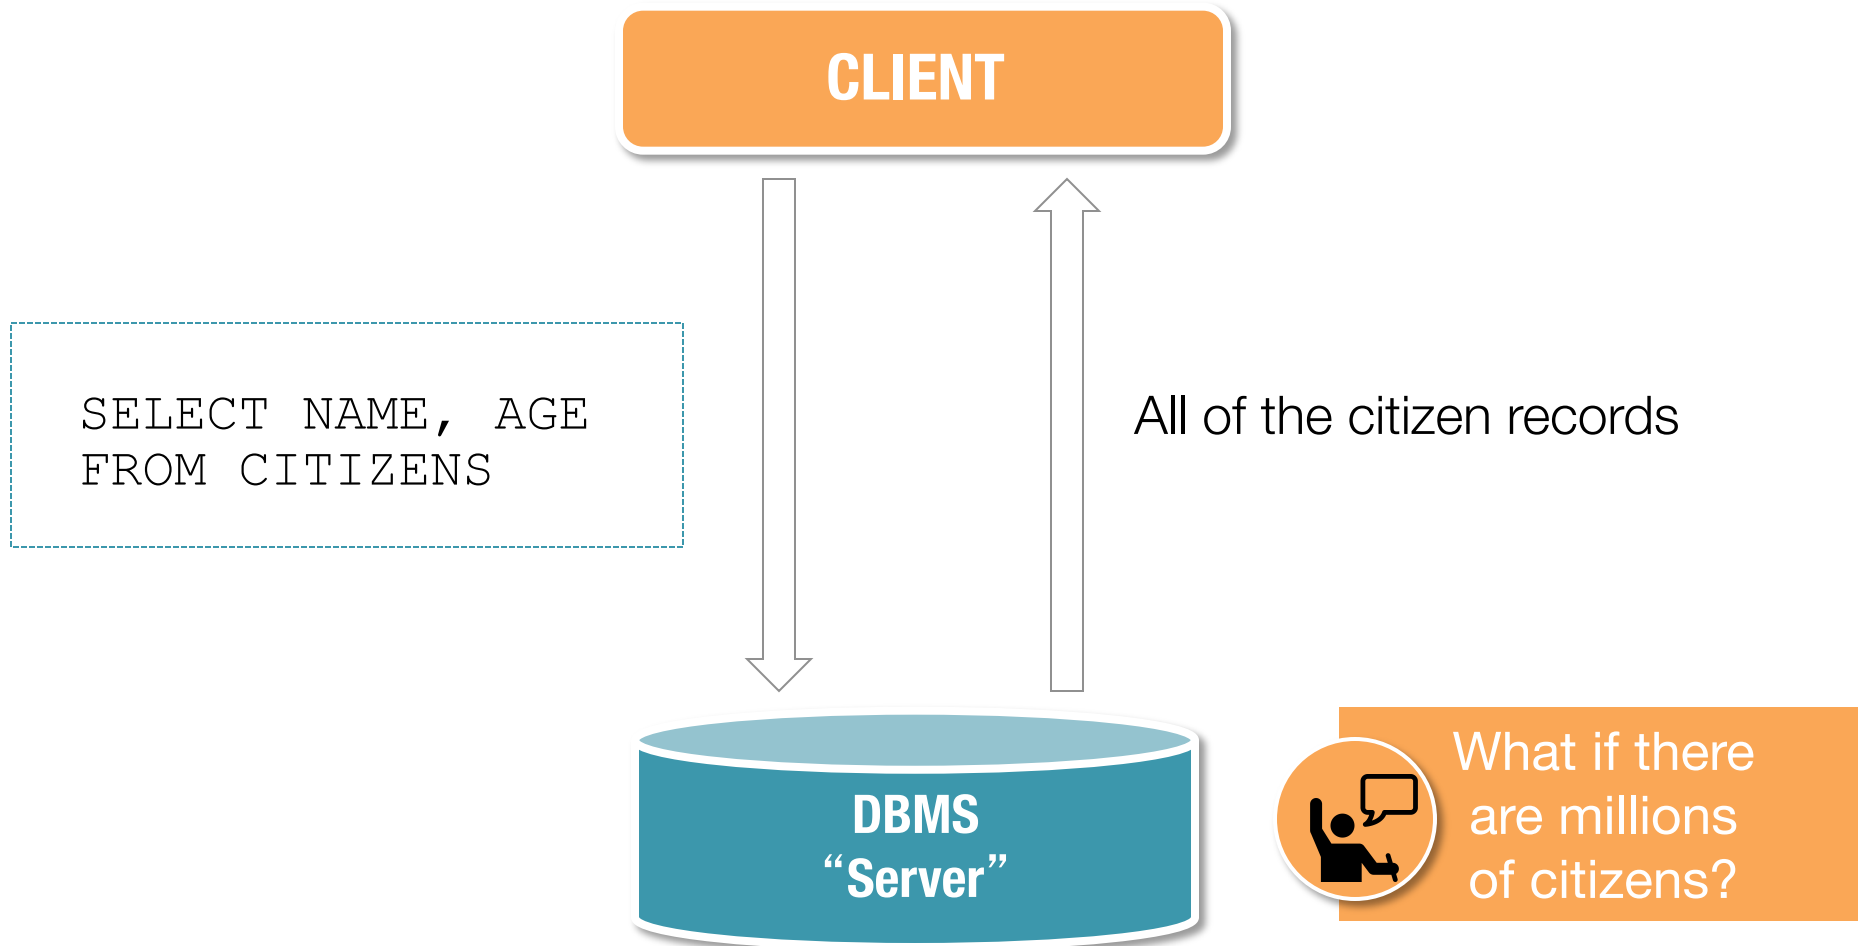 CLIENT
SELECT NAME, AGE
FROM CITIZENS
All of the citizen records
DBMS
“Server”
What if there
are millions
of citizens?